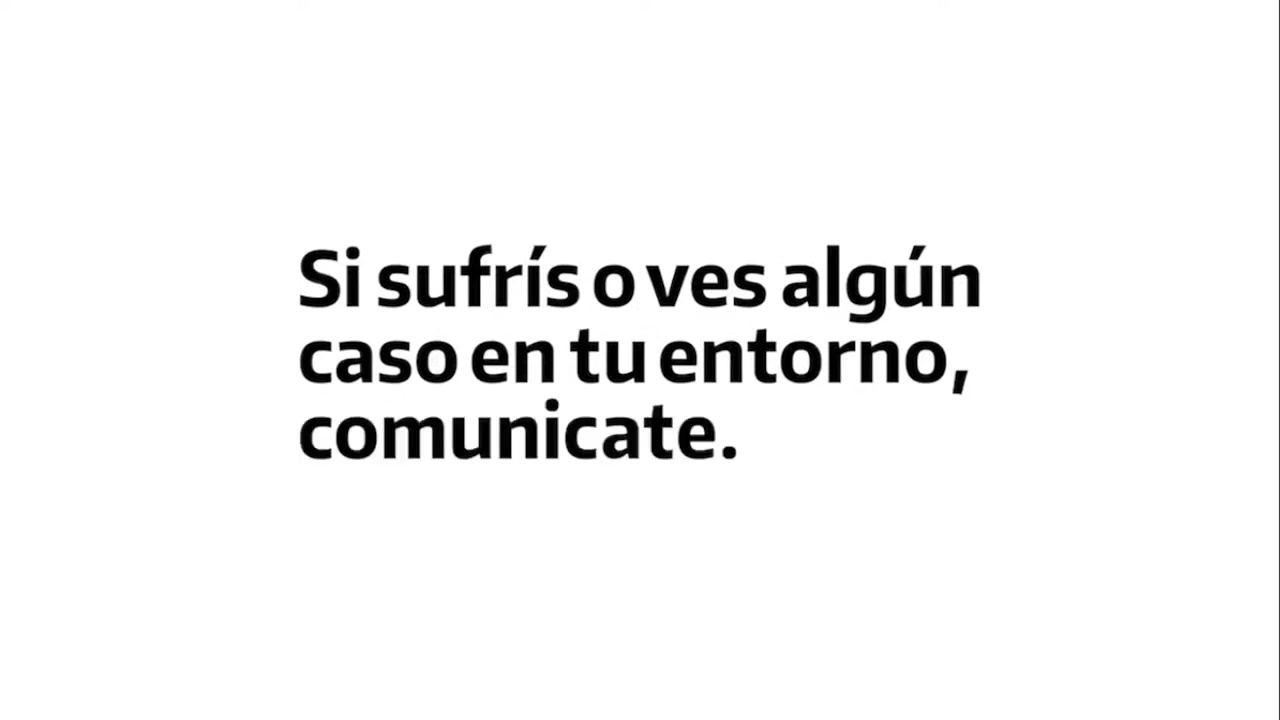 Si sufrís o ves algún
caso en tu entorno,
comunicate.